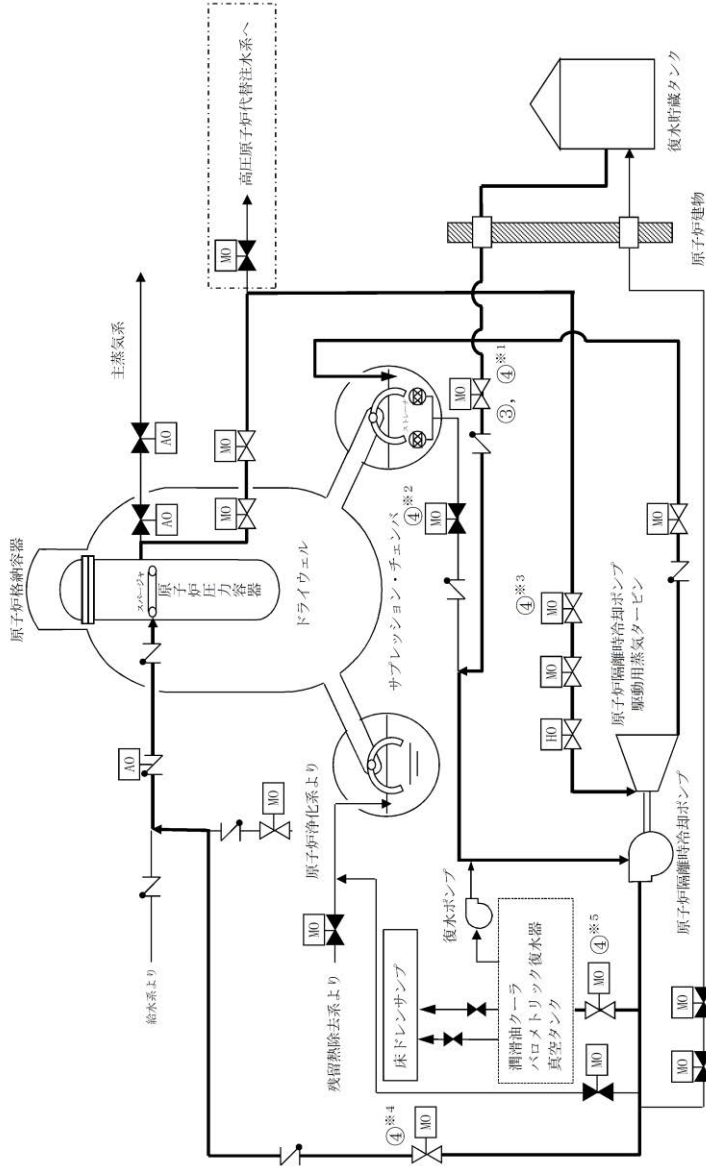 主蒸気系
高圧原子炉代替注水系へ
MO
AO
AO
MO
MO
原子炉格納容器
スパージャ
原子炉圧力容器
ドライウェル
AO
MO
給水系より
サプレッション・チェンバ
ストレーナ
復水貯蔵タンク
原子炉建物
MO
③, ④※1
MO
④※2
原子炉浄化系より
MO
残留熱除去系より
④※3
MO
MO
HO
MO
原子炉隔離時冷却ポンプ
駆動用蒸気タービン
原子炉隔離時冷却ポンプ
復水ポンプ
床ドレンサンプ
潤滑油クーラ
バロメトリック復水器
真空タンク
MO
④※5
MO
④※4
MO
MO
MO